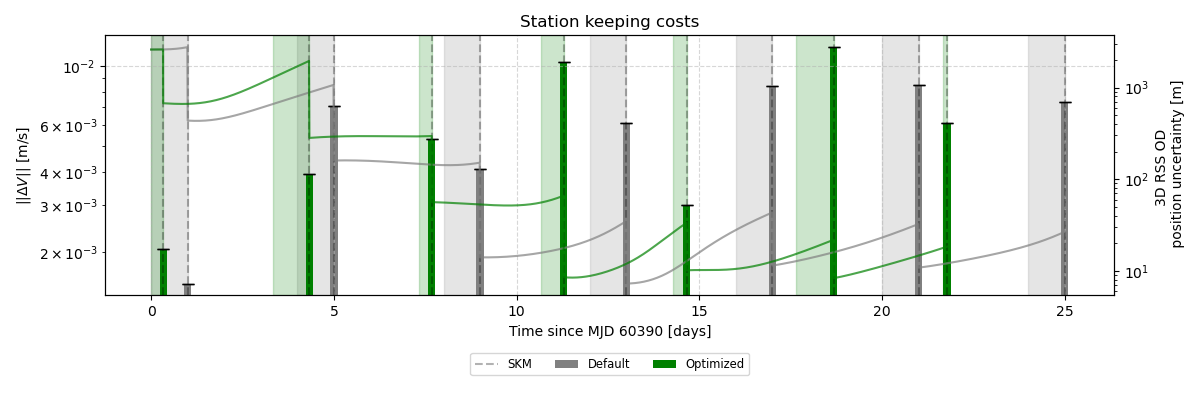 Station keeping costs
||ΔV|| [m/s]
10⁻²
6 × 10⁻³
4 × 10⁻³
3 × 10⁻³
2 × 10⁻³
10³
10²
10¹
3D RSS OD
position uncertainty [m]
0 5 10 15 20 25
Time since MJD 60390 [days]
SKM Default Optimized